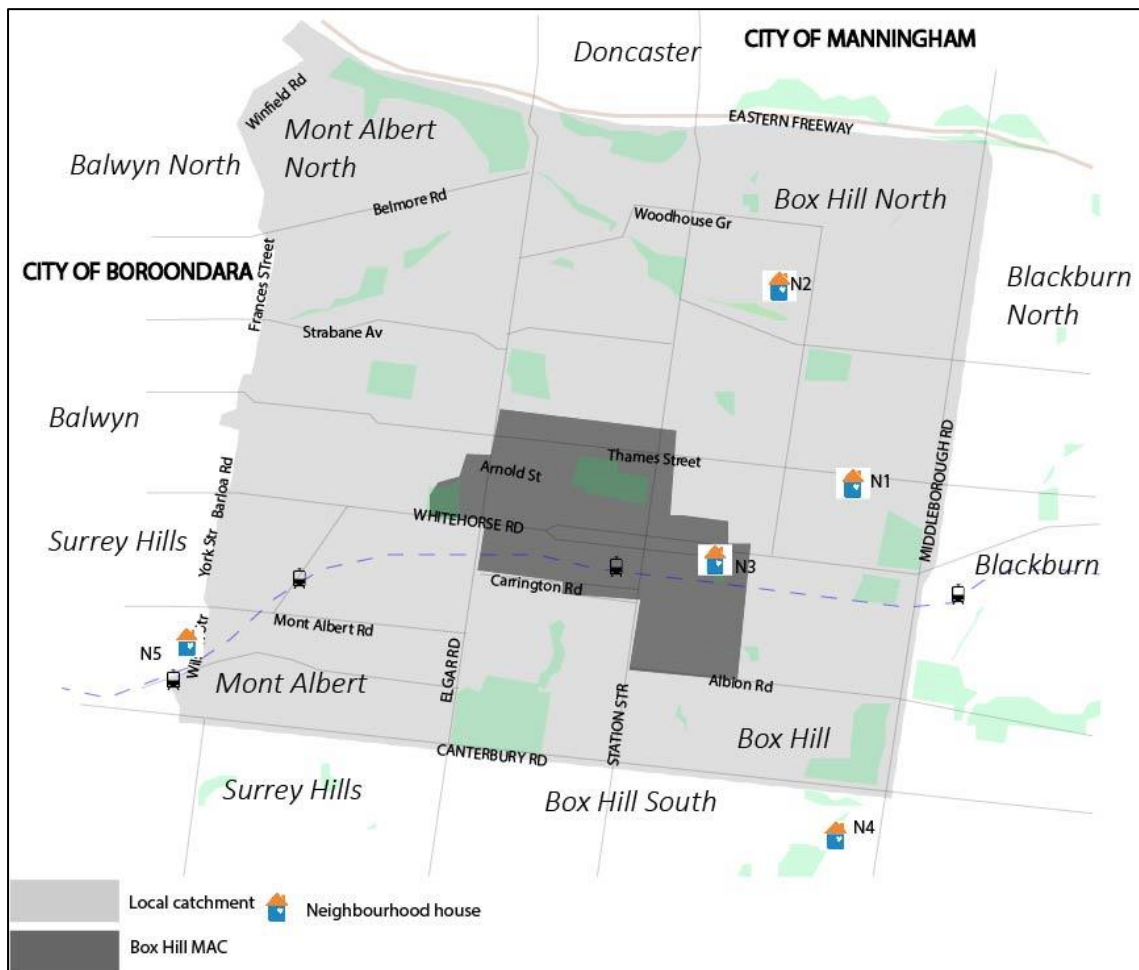 Doncaster
CITY OF MANNINGHAM
Winfield Rd
Mont Albert
North
EASTERN FREEWAY
Balwyn North
Belmore Rd
Box Hill North
Woodhouse Gr
CITY OF BOROONDARA
Frances STreet
N2
Blackburn
North
Strabane Av
Balwyn
Thames Street
Arnold St
N1
Barloa Rd
MIDDLEBOROUGH RD
WHITEHORSE RD
Surrey Hills
York Str
N3
Blackburn
Carrington Rd
Mont Albert Rd
N5
Str
Mont Albert
ELGAR RD
STATION STR
Albion Rd
Box Hill
CANTERBURY RD
Surrey Hills
Box Hill South
N4
Local catchment
Neighbourhood house
Box Hill MAC